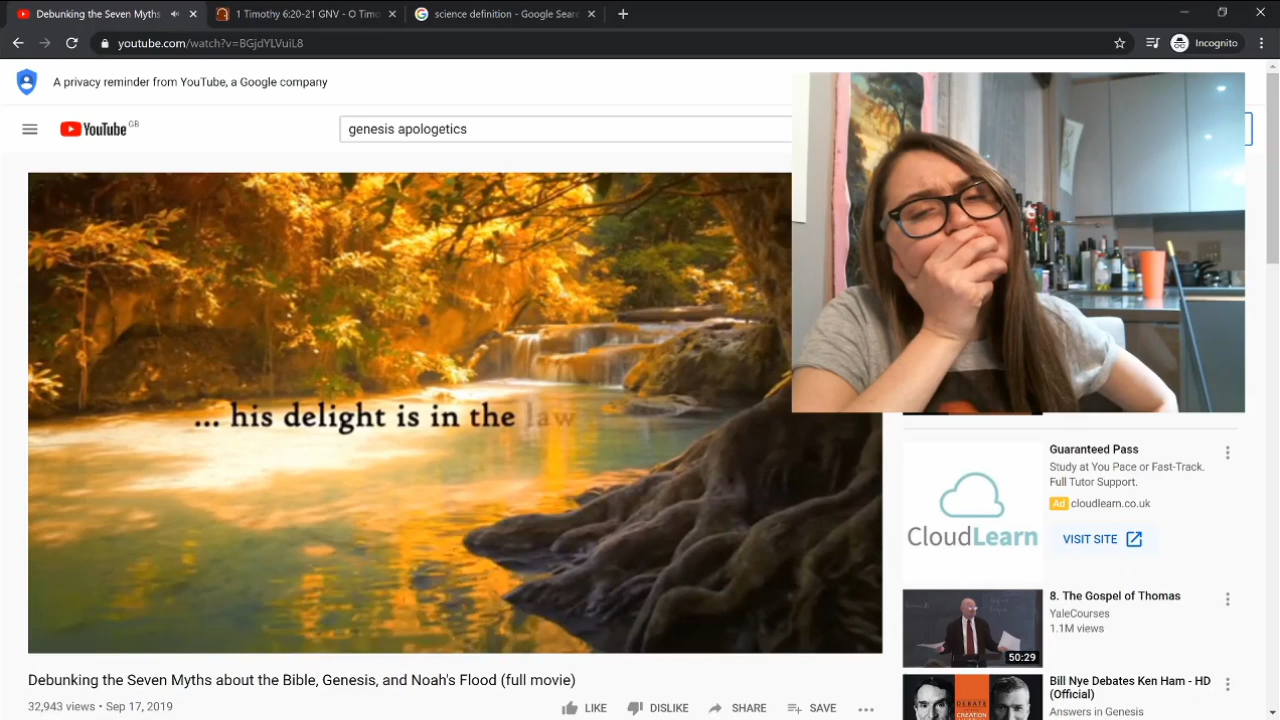 Debunking the Seven Myths
1 Timothy 6:20-21 GNV - O Timo
science definition - Google Sear
youtube.com/watch?v=BGjdYLVuiL8
Incognito
A privacy reminder from YouTube, a Google company
YouTube GB
genesis apologetics
... his delight is in the law
Guaranteed Pass
Study at You Pace or Fast-Track.
Full Tutor Support.
Ad cloudlearn.co.uk
CloudLearn
VISIT SITE
8. The Gospel of Thomas
YaleCourses
1.1M views
50:29
Debunking the Seven Myths about the Bible, Genesis, and Noah's Flood (full movie)
32,943 views • Sep 17, 2019
LIKE
DISLIKE
SHARE
SAVE
Bill Nye Debates Ken Ham - HD
(Official)
Answers in Genesis
DEBATE